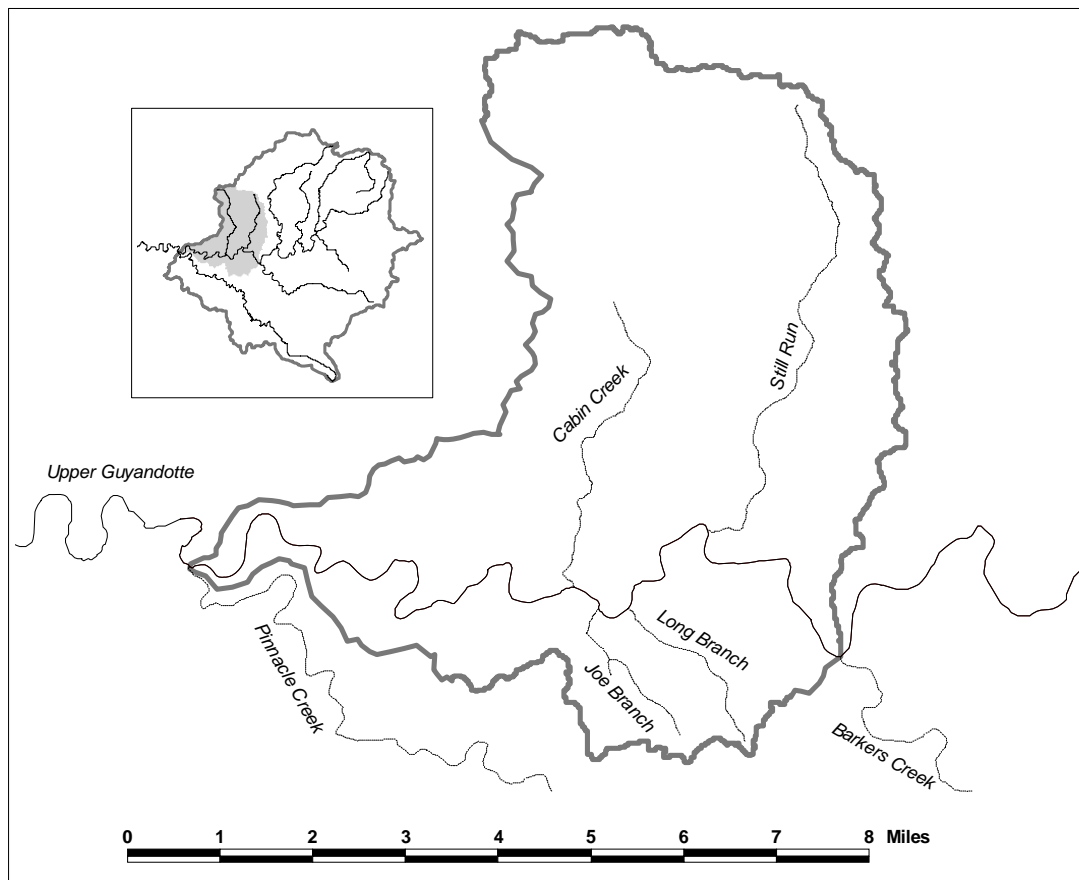 Still Run
Cabin Creek
Upper Guyandotte
Long Branch
Joe Branch
Pinnacle Creek
Barkers Creek
0 1 2 3 4 5 6 7 8 Miles